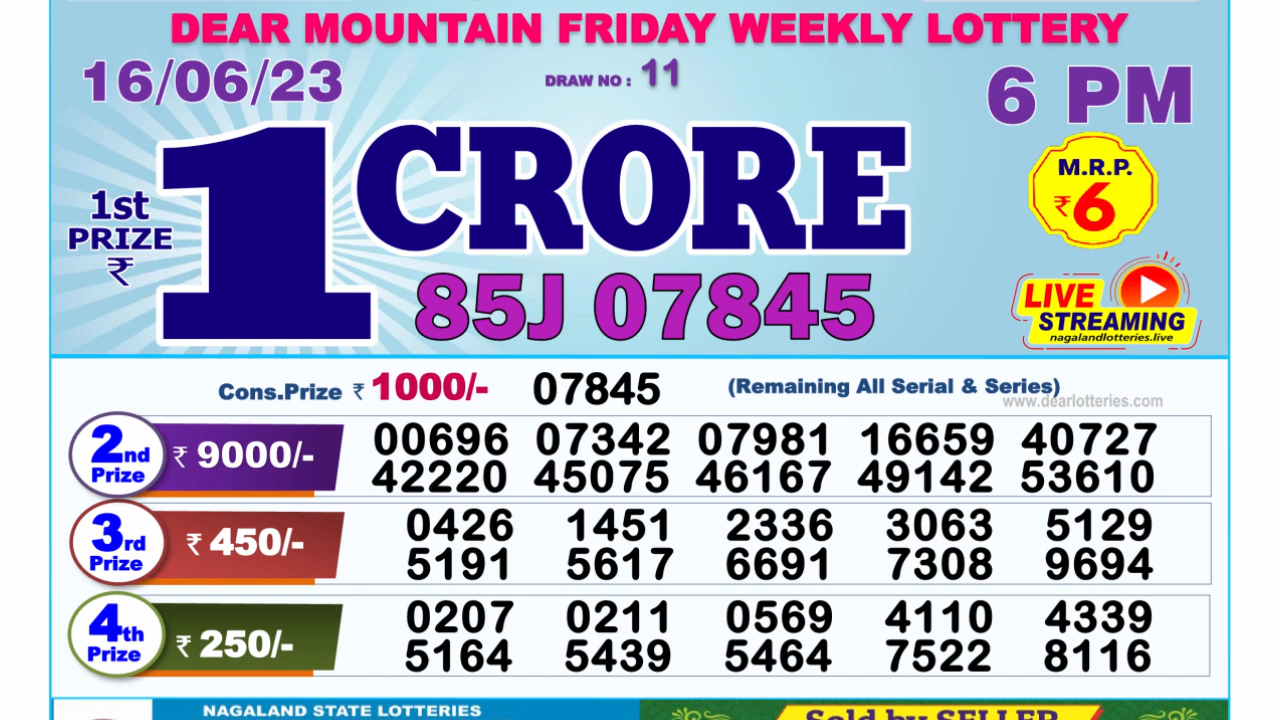 DEAR MOUNTAIN FRIDAY WEEKLY LOTTERY
16/06/23 DRAW NO : 11 6 PM
1st PRIZE ₹ 1 CRORE
M.R.P. ₹6
85J 07845
LIVE STREAMING
nagalandlotteries.live
Cons.Prize ₹ 1000/- 07845 (Remaining All Serial & Series)
www.dearlotteries.com
2nd Prize ₹ 9000/-
00696 07342 07981 16659 40727
42220 45075 46167 49142 53610
3rd Prize ₹ 450/-
0426 1451 2336 3063 5129
5191 5617 6691 7308 9694
4th Prize ₹ 250/-
0207 0211 0569 4110 4339
5164 5439 5464 7522 8116
NAGALAND STATE LOTTERIES
Sold by SELLER